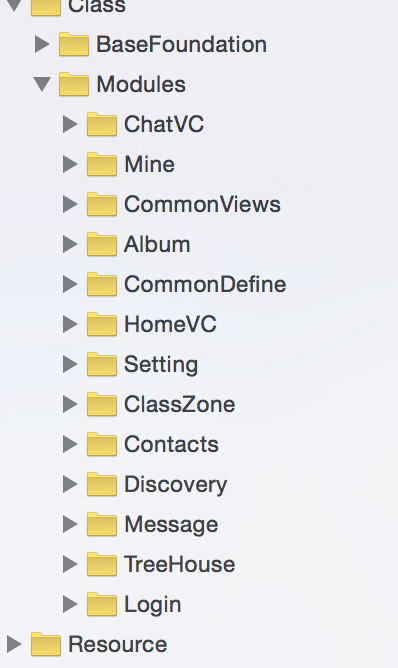 Class
BaseFoundation
Modules
ChatVC
Mine
CommonViews
Album
CommonDefine
HomeVC
Setting
ClassZone
Contacts
Discovery
Message
TreeHouse
Login
Resource